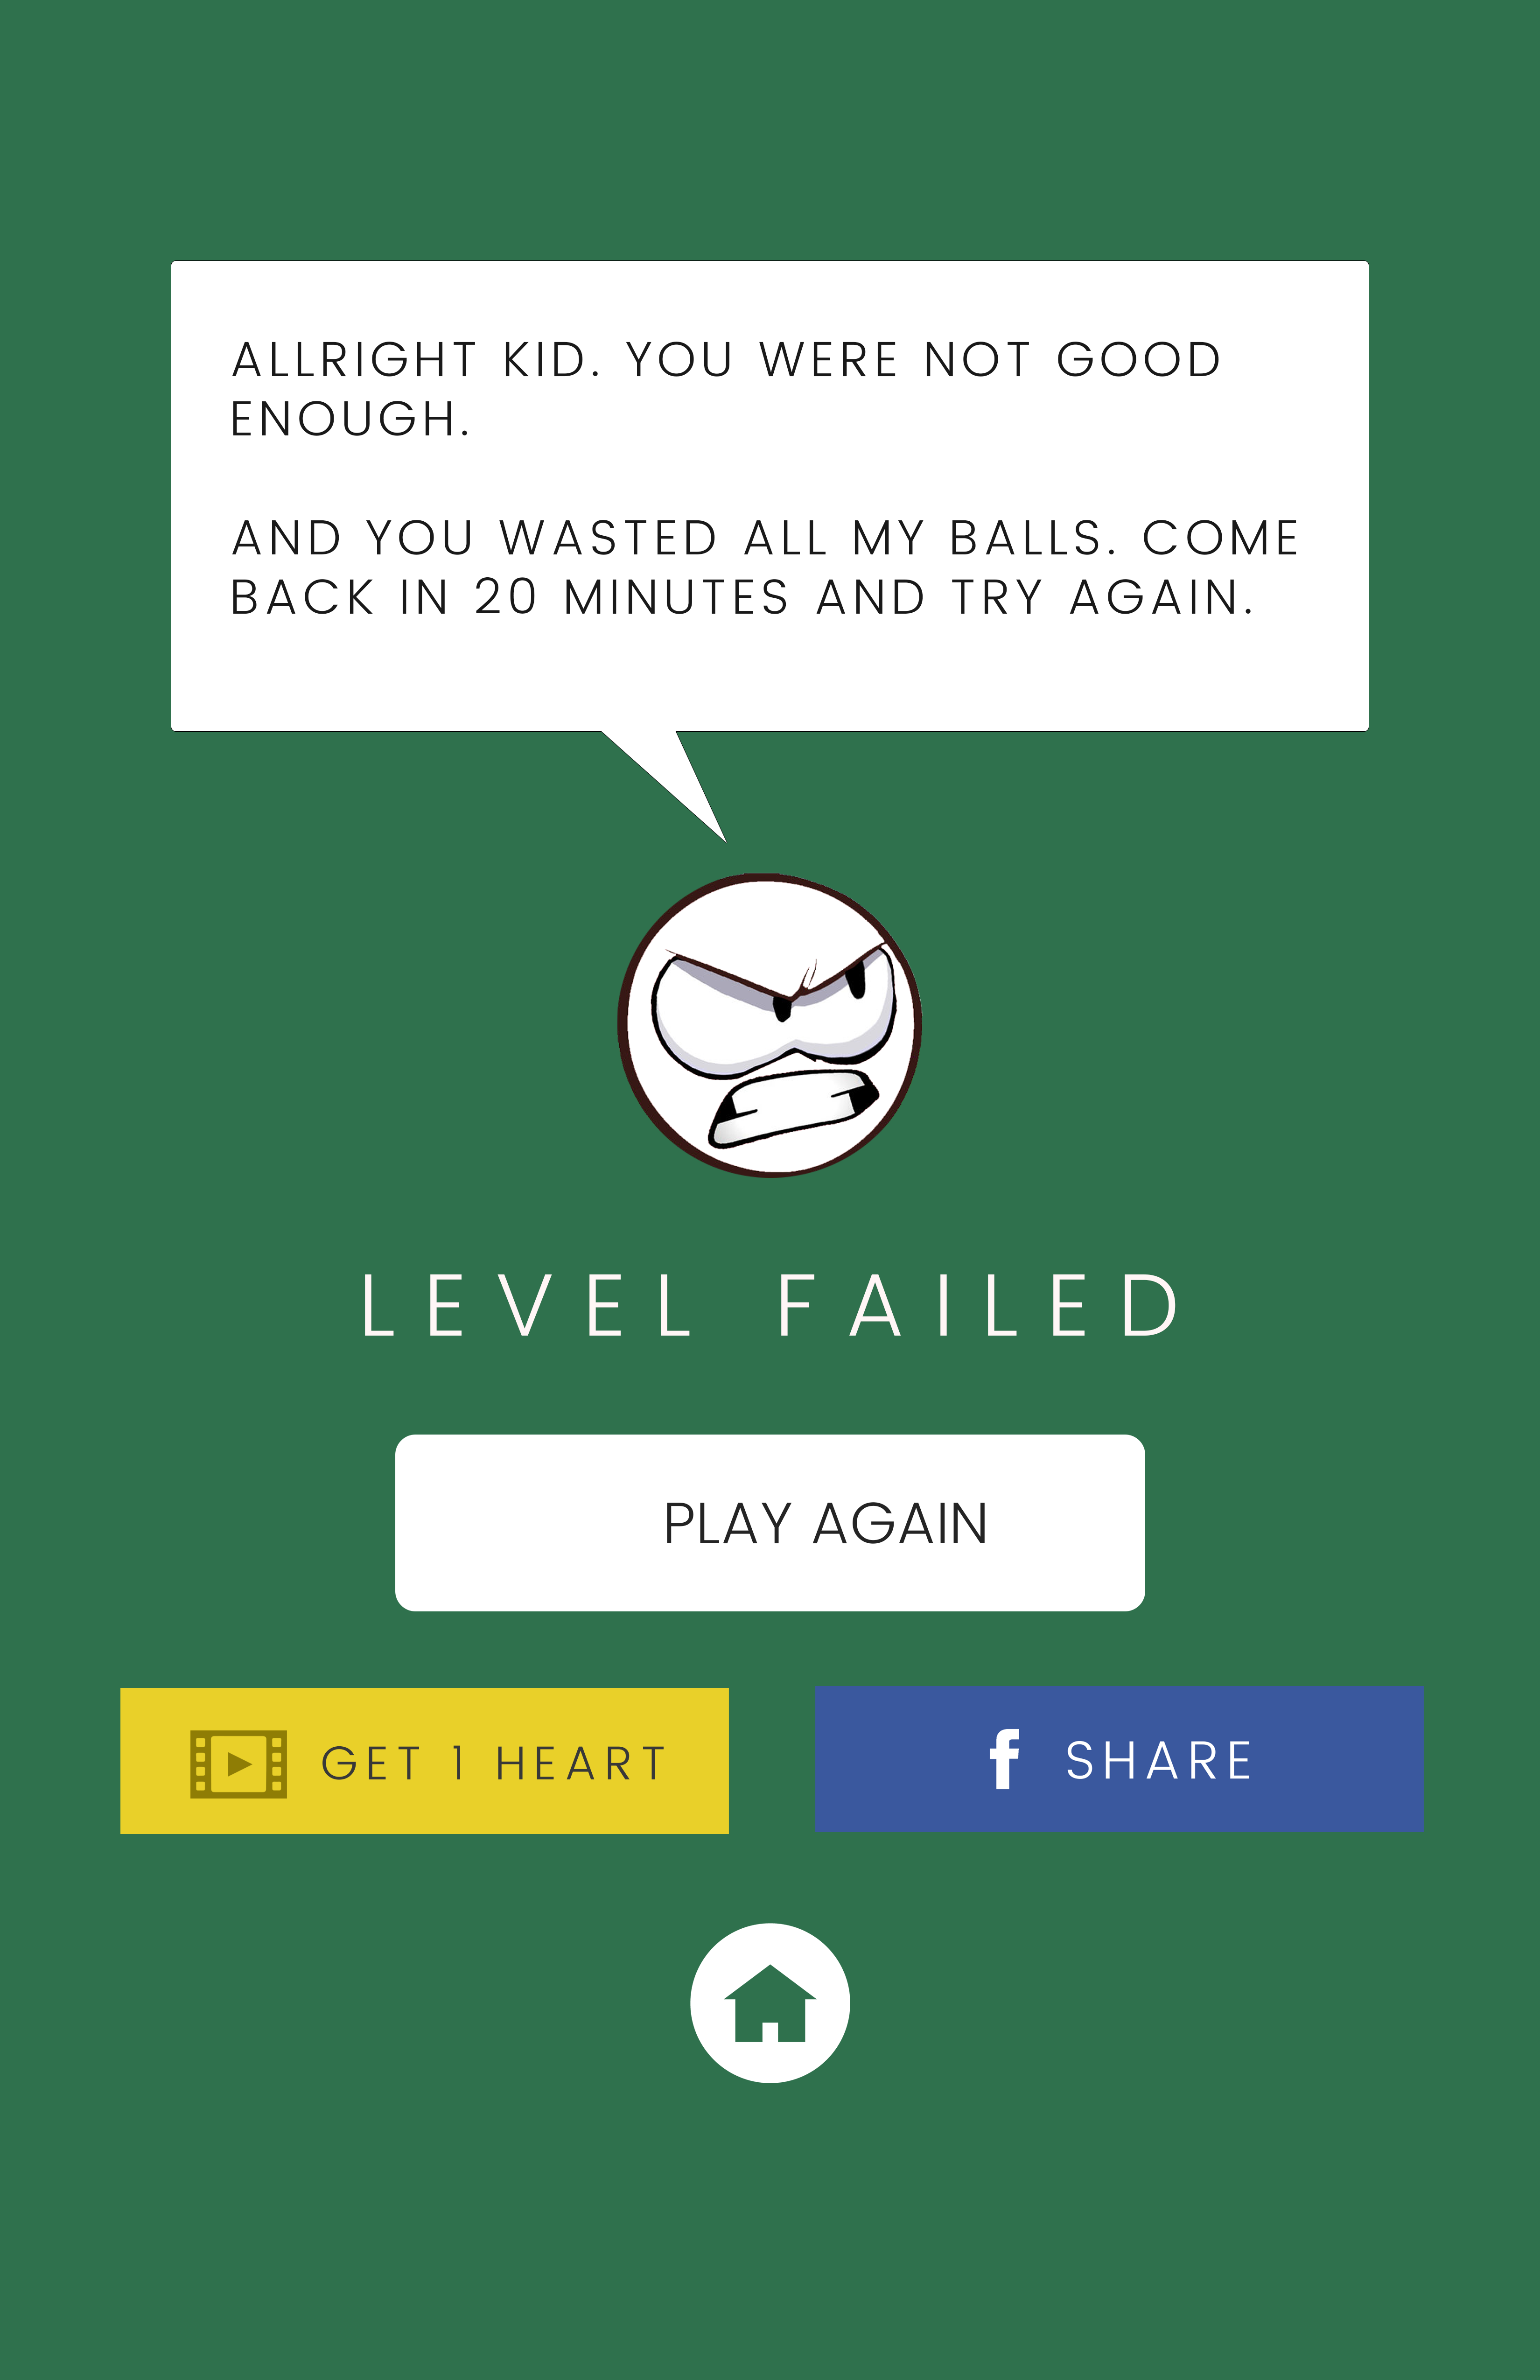 ALLRIGHT KID. YOU WERE NOT GOOD
ENOUGH.
AND YOU WASTED ALL MY BALLS. COME
BACK IN 20 MINUTES AND TRY AGAIN.
LEVEL FAILED
PLAY AGAIN
GET 1 HEART
f SHARE